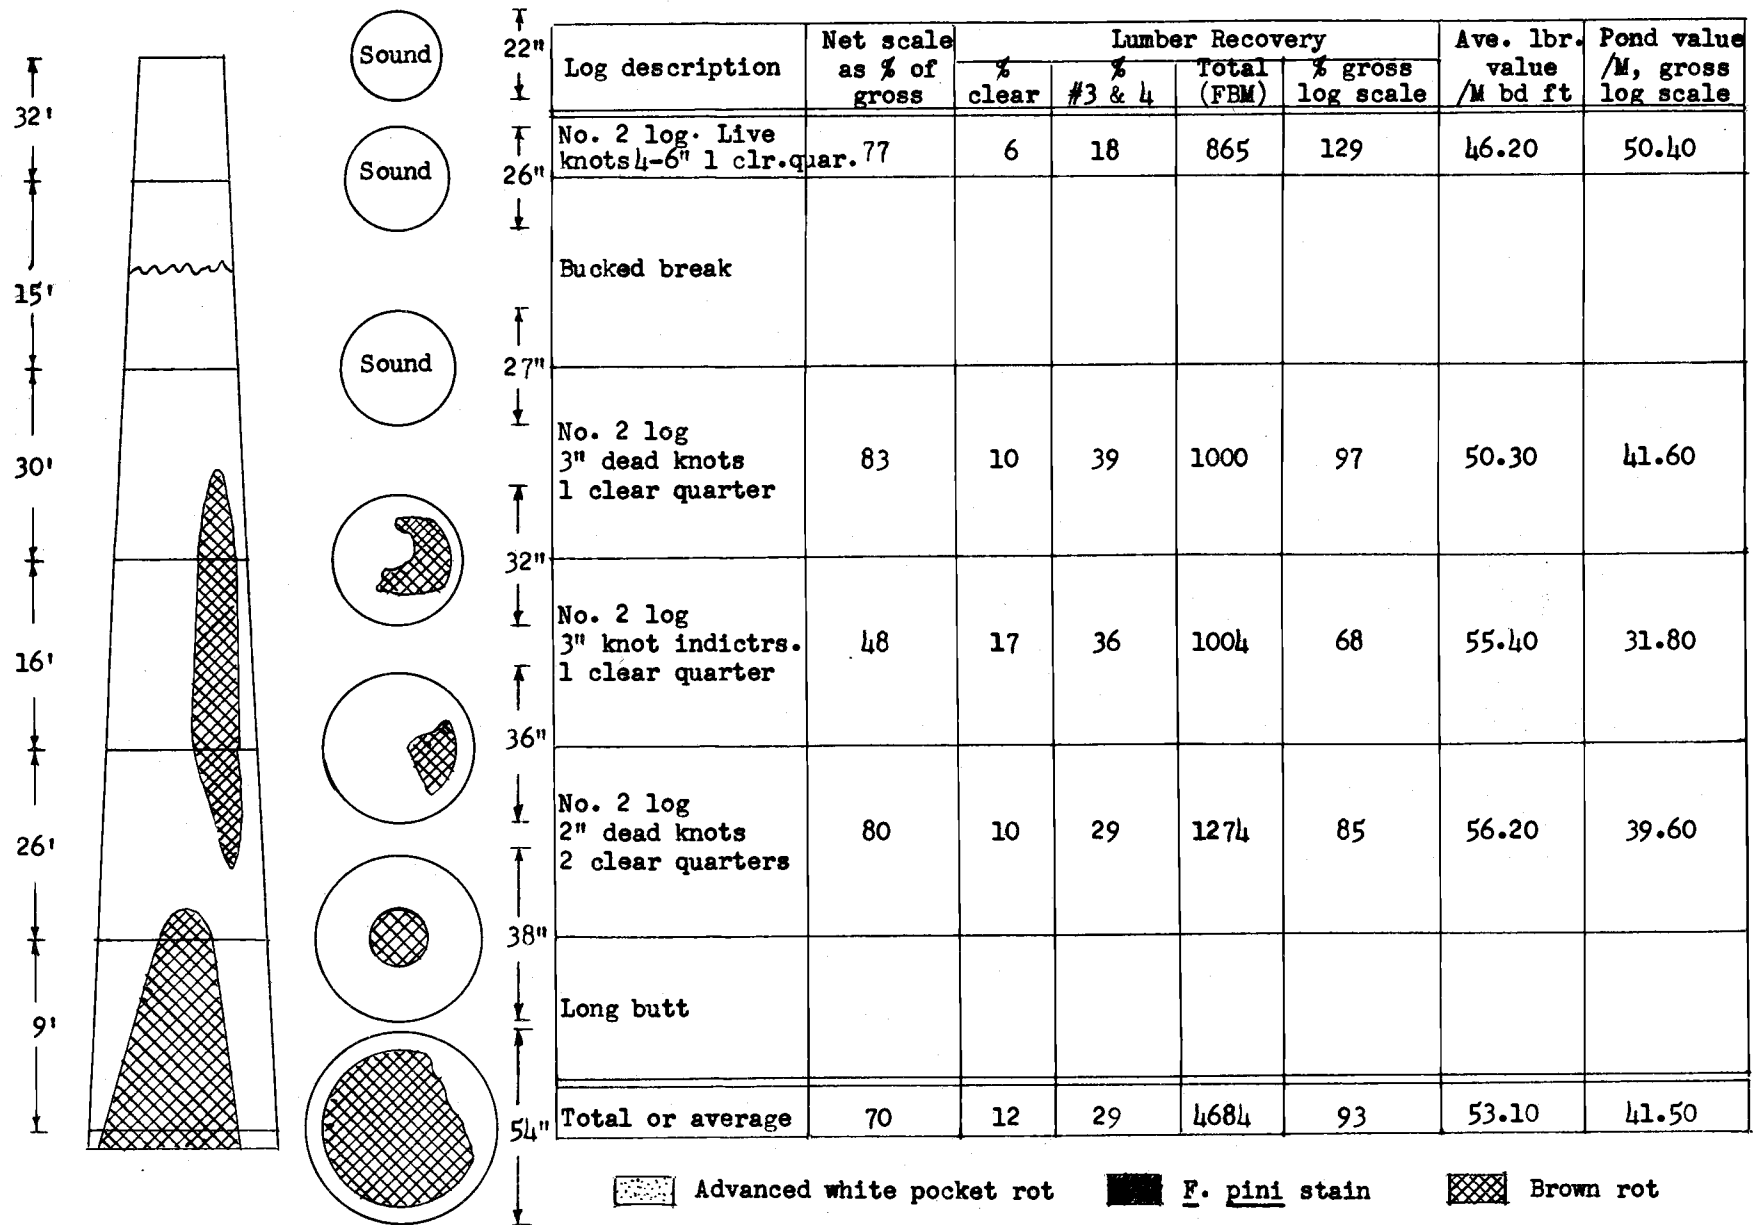 Log description
Net scale as % of gross
Lumber Recovery
% clear
% #3 & 4
Total (FBM)
% gross log scale
Ave. lbr. value /M bd ft
Pond value /M, gross log scale
32'
15'
30'
16'
26'
9'
Sound
Sound
Sound
22"
26"
27"
32"
36"
38"
54"
No. 2 log. Live
knots 4-6" 1 clr.quar. 77 6 18 865 129 46.20 50.40
Bucked break
No. 2 log
3" dead knots 83 10 39 1000 97 50.30 41.60
1 clear quarter
No. 2 log
3" knot indictrs. 48 17 36 1004 68 55.40 31.80
1 clear quarter
No. 2 log
2" dead knots 80 10 29 1274 85 56.20 39.60
2 clear quarters
Long butt
Total or average 70 12 29 4684 93 53.10 41.50
Advanced white pocket rot F. pini stain Brown rot